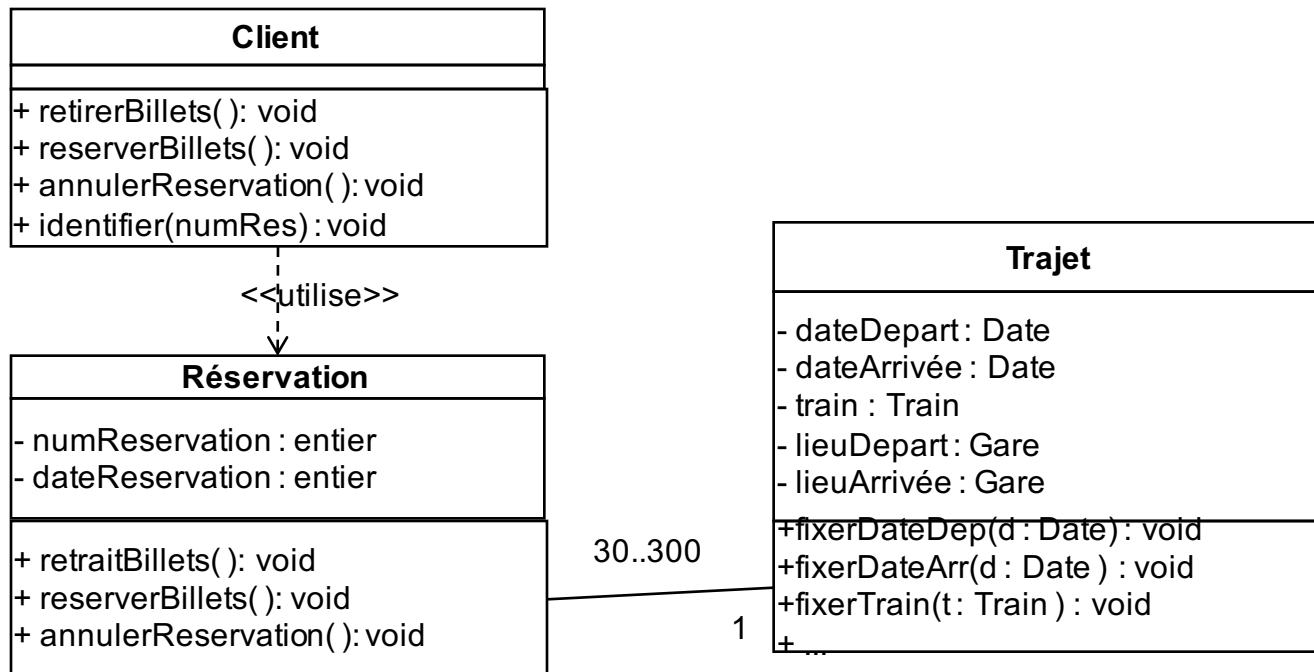 Client
+ retirerBillets( ): void
+ reserverBillets( ): void
+ annulerReservation( ): void
+ identifier(numRes) : void
<<utilise>>
Réservation
- numReservation : entier
- dateReservation : entier
+ retraitBillets( ): void
+ reserverBillets( ): void
+ annulerReservation( ): void
30..300
1
Trajet
- dateDepart : Date
- dateArrivée : Date
- train : Train
- lieuDepart : Gare
- lieuArrivée : Gare
+fixerDateDep(d : Date) : void
+fixerDateArr(d : Date ) : void
+fixerTrain(t : Train ) : void
+ ...